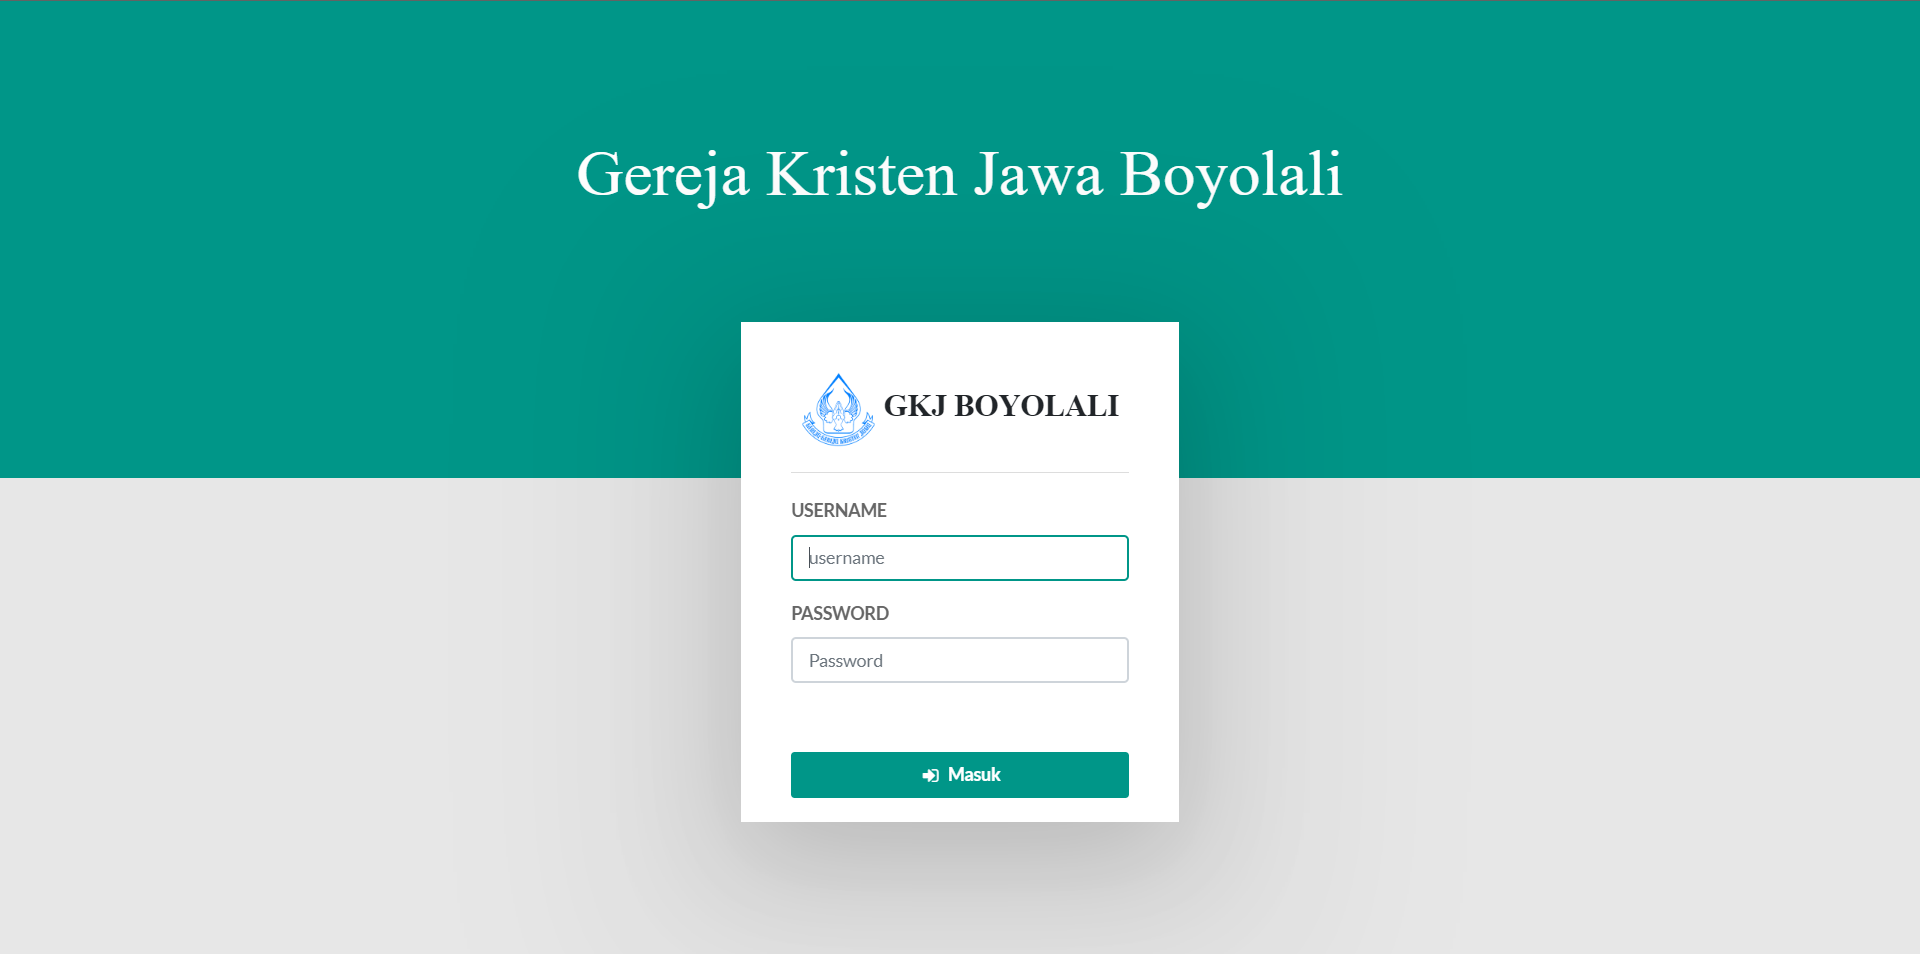 Gereja Kristen Jawa Boyolali
GKJ BOYOLALI
USERNAME
username
PASSWORD
Password
Masuk